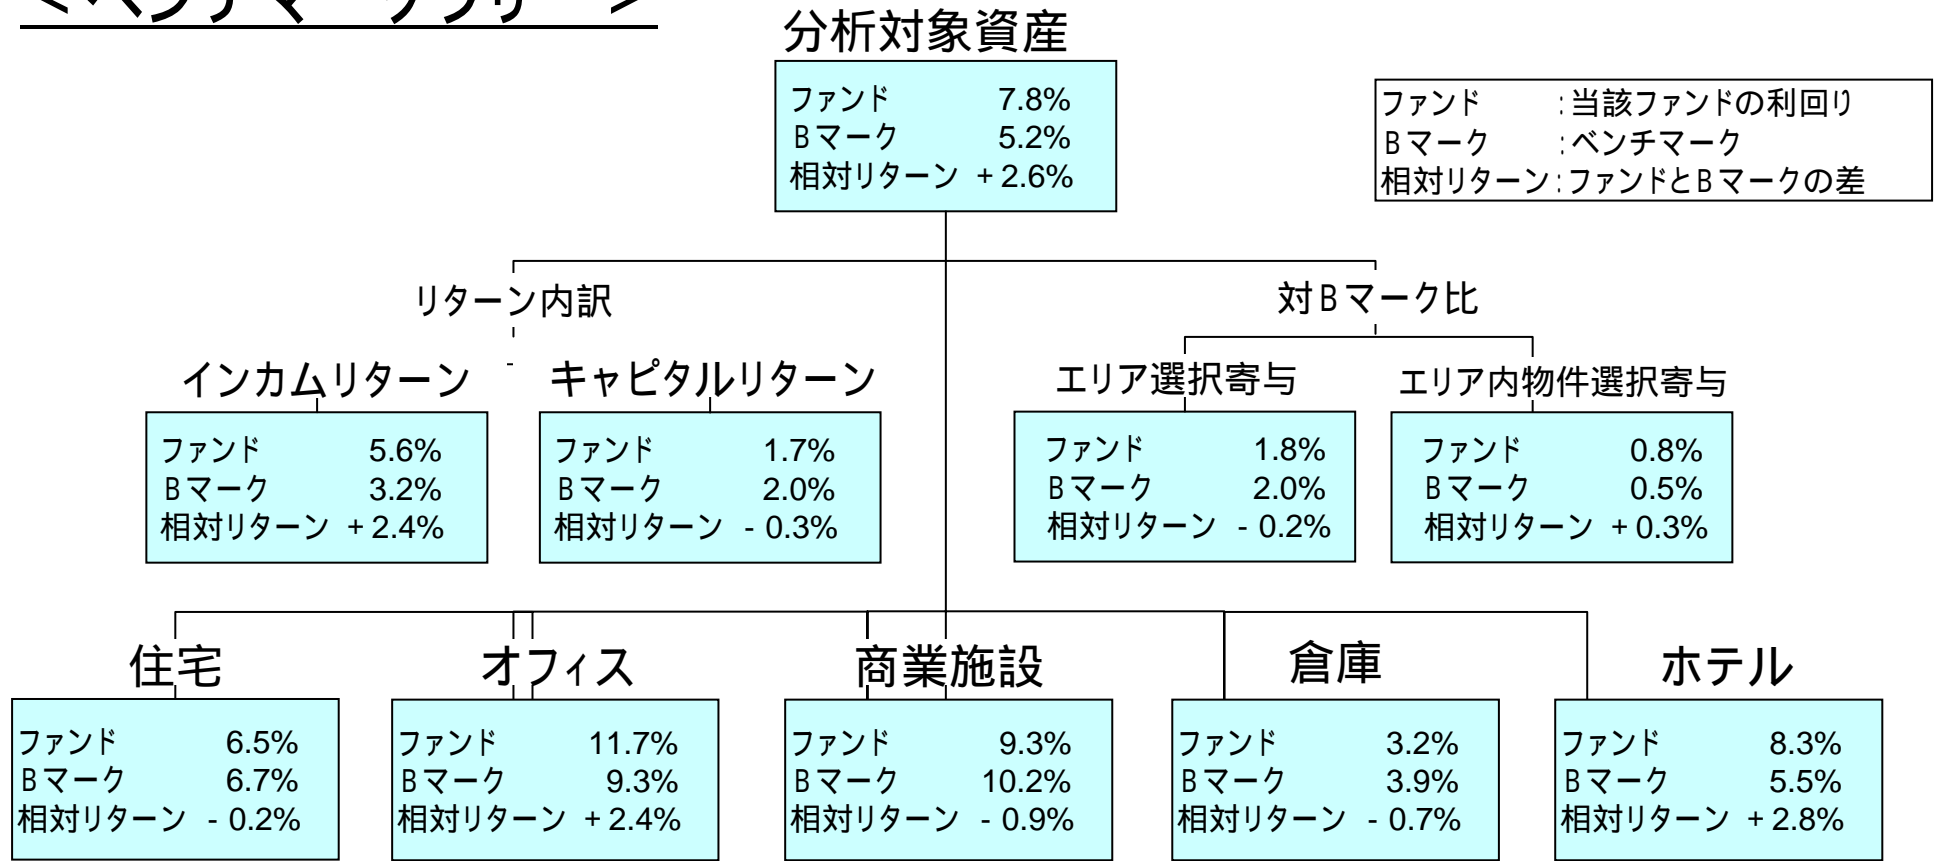 <ベンチマークツリー>
分析対象資産
ファンド 7.8%
Bマーク 5.2%
相対リターン +2.6%
ファンド :当該ファンドの利回り
Bマーク :ベンチマーク
相対リターン:ファンドとBマークの差
リターン内訳
対Bマーク比
インカムリターン
キャピタルリターン
エリア選択寄与
エリア内物件選択寄与
ファンド 5.6%
Bマーク 3.2%
相対リターン +2.4%
ファンド 1.7%
Bマーク 2.0%
相対リターン -0.3%
ファンド 1.8%
Bマーク 2.0%
相対リターン -0.2%
ファンド 0.8%
Bマーク 0.5%
相対リターン +0.3%
住宅
オフィス
商業施設
倉庫
ホテル
ファンド 6.5%
Bマーク 6.7%
相対リターン -0.2%
ファンド 11.7%
Bマーク 9.3%
相対リターン +2.4%
ファンド 9.3%
Bマーク 10.2%
相対リターン -0.9%
ファンド 3.2%
Bマーク 3.9%
相対リターン -0.7%
ファンド 8.3%
Bマーク 5.5%
相対リターン +2.8%